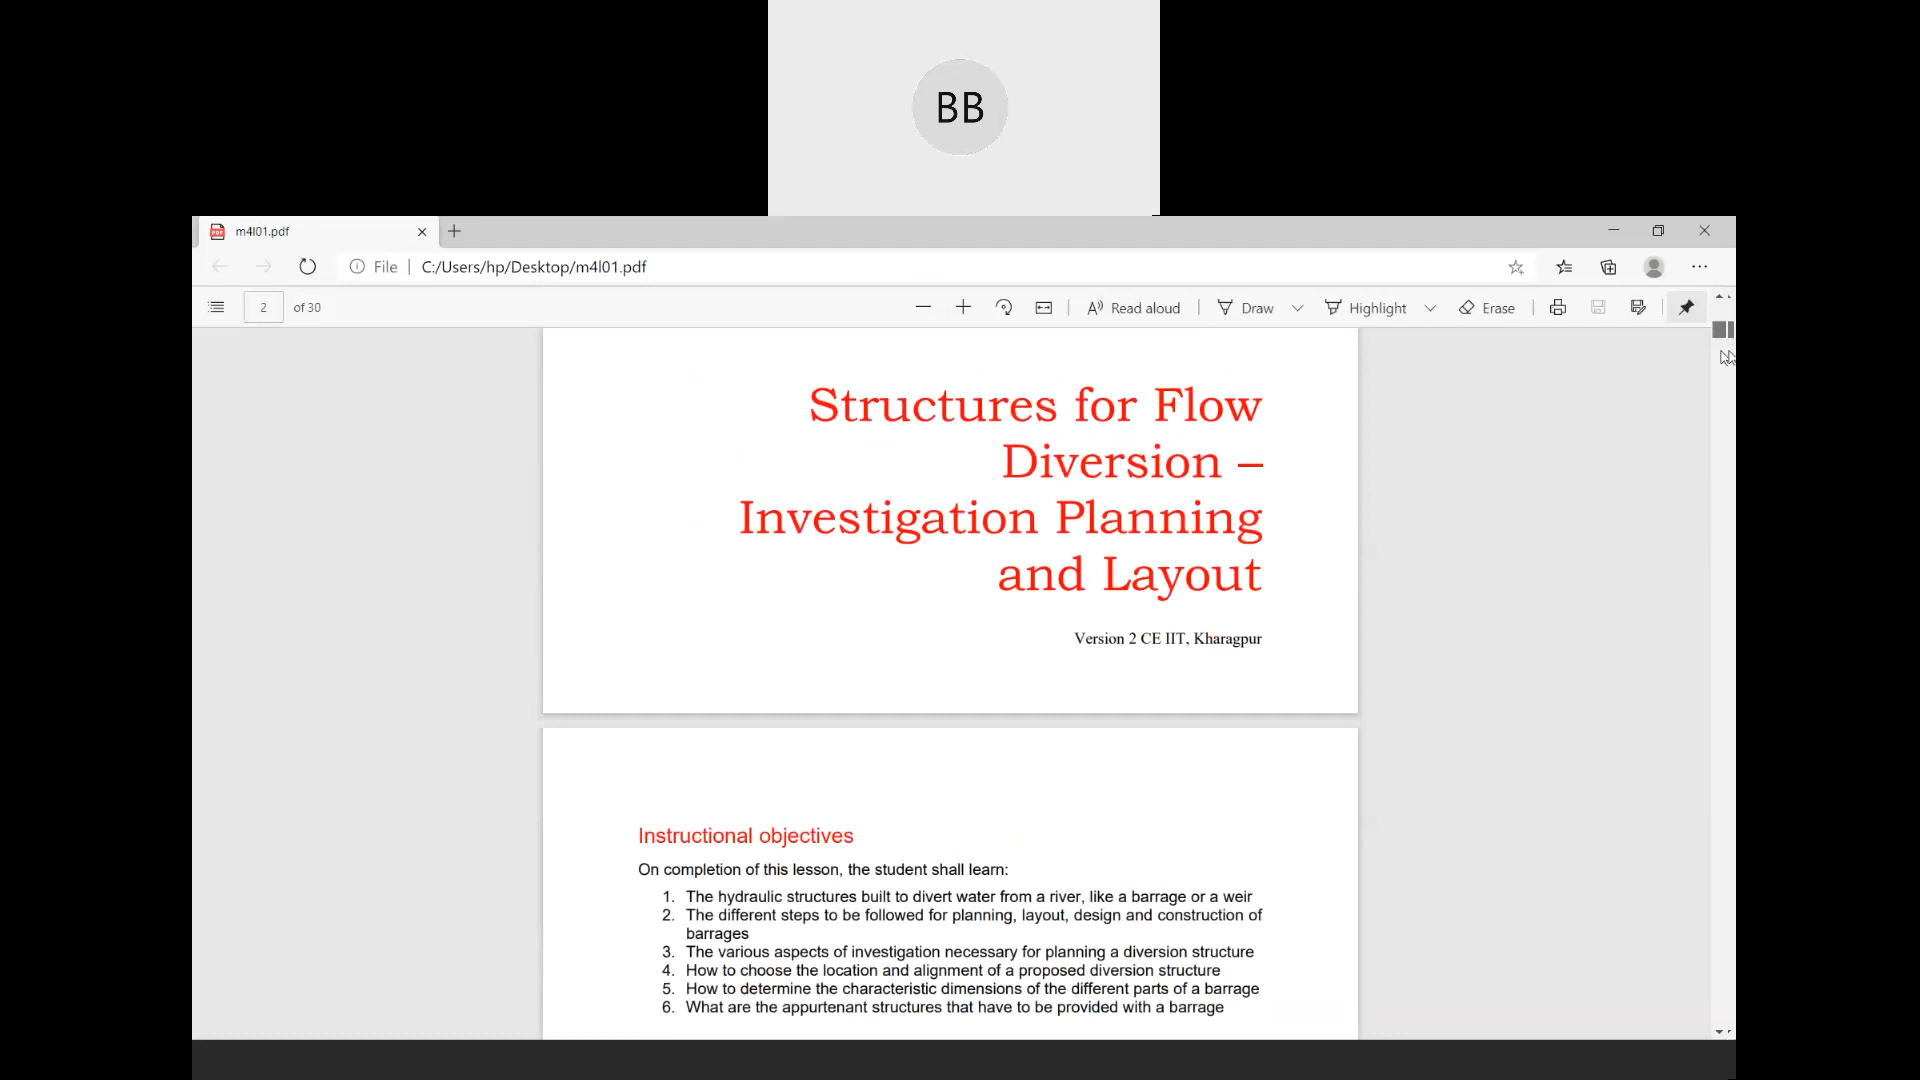 BB
m4l01.pdf
File | C:/Users/hp/Desktop/m4l01.pdf
2 of 30
Read aloud
Draw
Highlight
Erase
Structures for Flow
Diversion –
Investigation Planning
and Layout
Version 2 CE IIT, Kharagpur
Instructional objectives
On completion of this lesson, the student shall learn:
1. The hydraulic structures built to divert water from a river, like a barrage or a weir
2. The different steps to be followed for planning, layout, design and construction of
barrages
3. The various aspects of investigation necessary for planning a diversion structure
4. How to choose the location and alignment of a proposed diversion structure
5. How to determine the characteristic dimensions of the different parts of a barrage
6. What are the appurtenant structures that have to be provided with a barrage